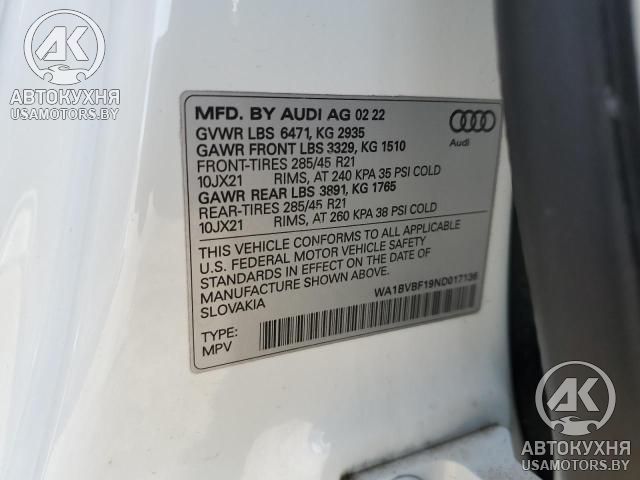 AK
АВТОКУХНЯ
USAMOTORS.BY
MFD. BY AUDI AG 02 22
GVWR LBS 6471, KG 2935
GAWR FRONT LBS 3329, KG 1510
FRONT-TIRES 285/45 R21
10JX21 RIMS, AT 240 KPA 35 PSI COLD
GAWR REAR LBS 3891, KG 1765
REAR-TIRES 285/45 R21
10JX21 RIMS, AT 260 KPA 38 PSI COLD
Audi
THIS VEHICLE CONFORMS TO ALL APPLICABLE
U.S. FEDERAL MOTOR VEHICLE SAFETY
STANDARDS IN EFFECT ON THE DATE OF
MANUFACTURE SHOWN ABOVE.
SLOVAKIA
WA1BVBF19ND017136
TYPE:
MPV
AK
АВТОКУХНЯ
USAMOTORS.BY